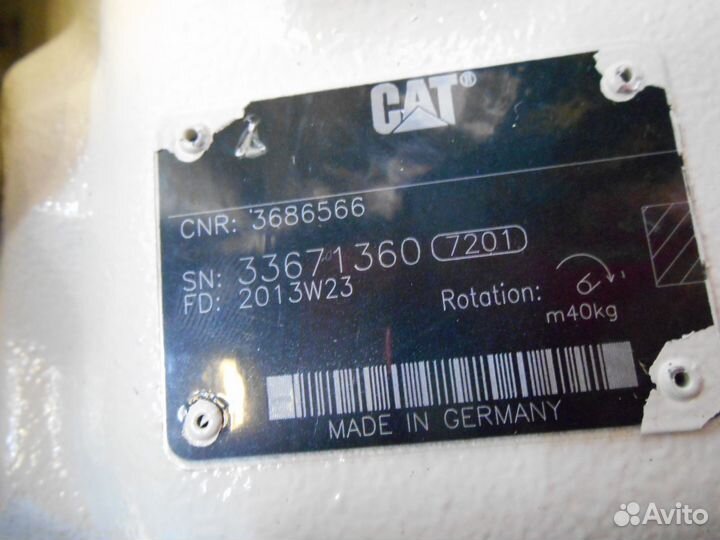 CAT®
CNR: 3686566
SN: 33671360 7201
FD: 2013W23
Rotation:
m40kg
MADE IN GERMANY
Avito